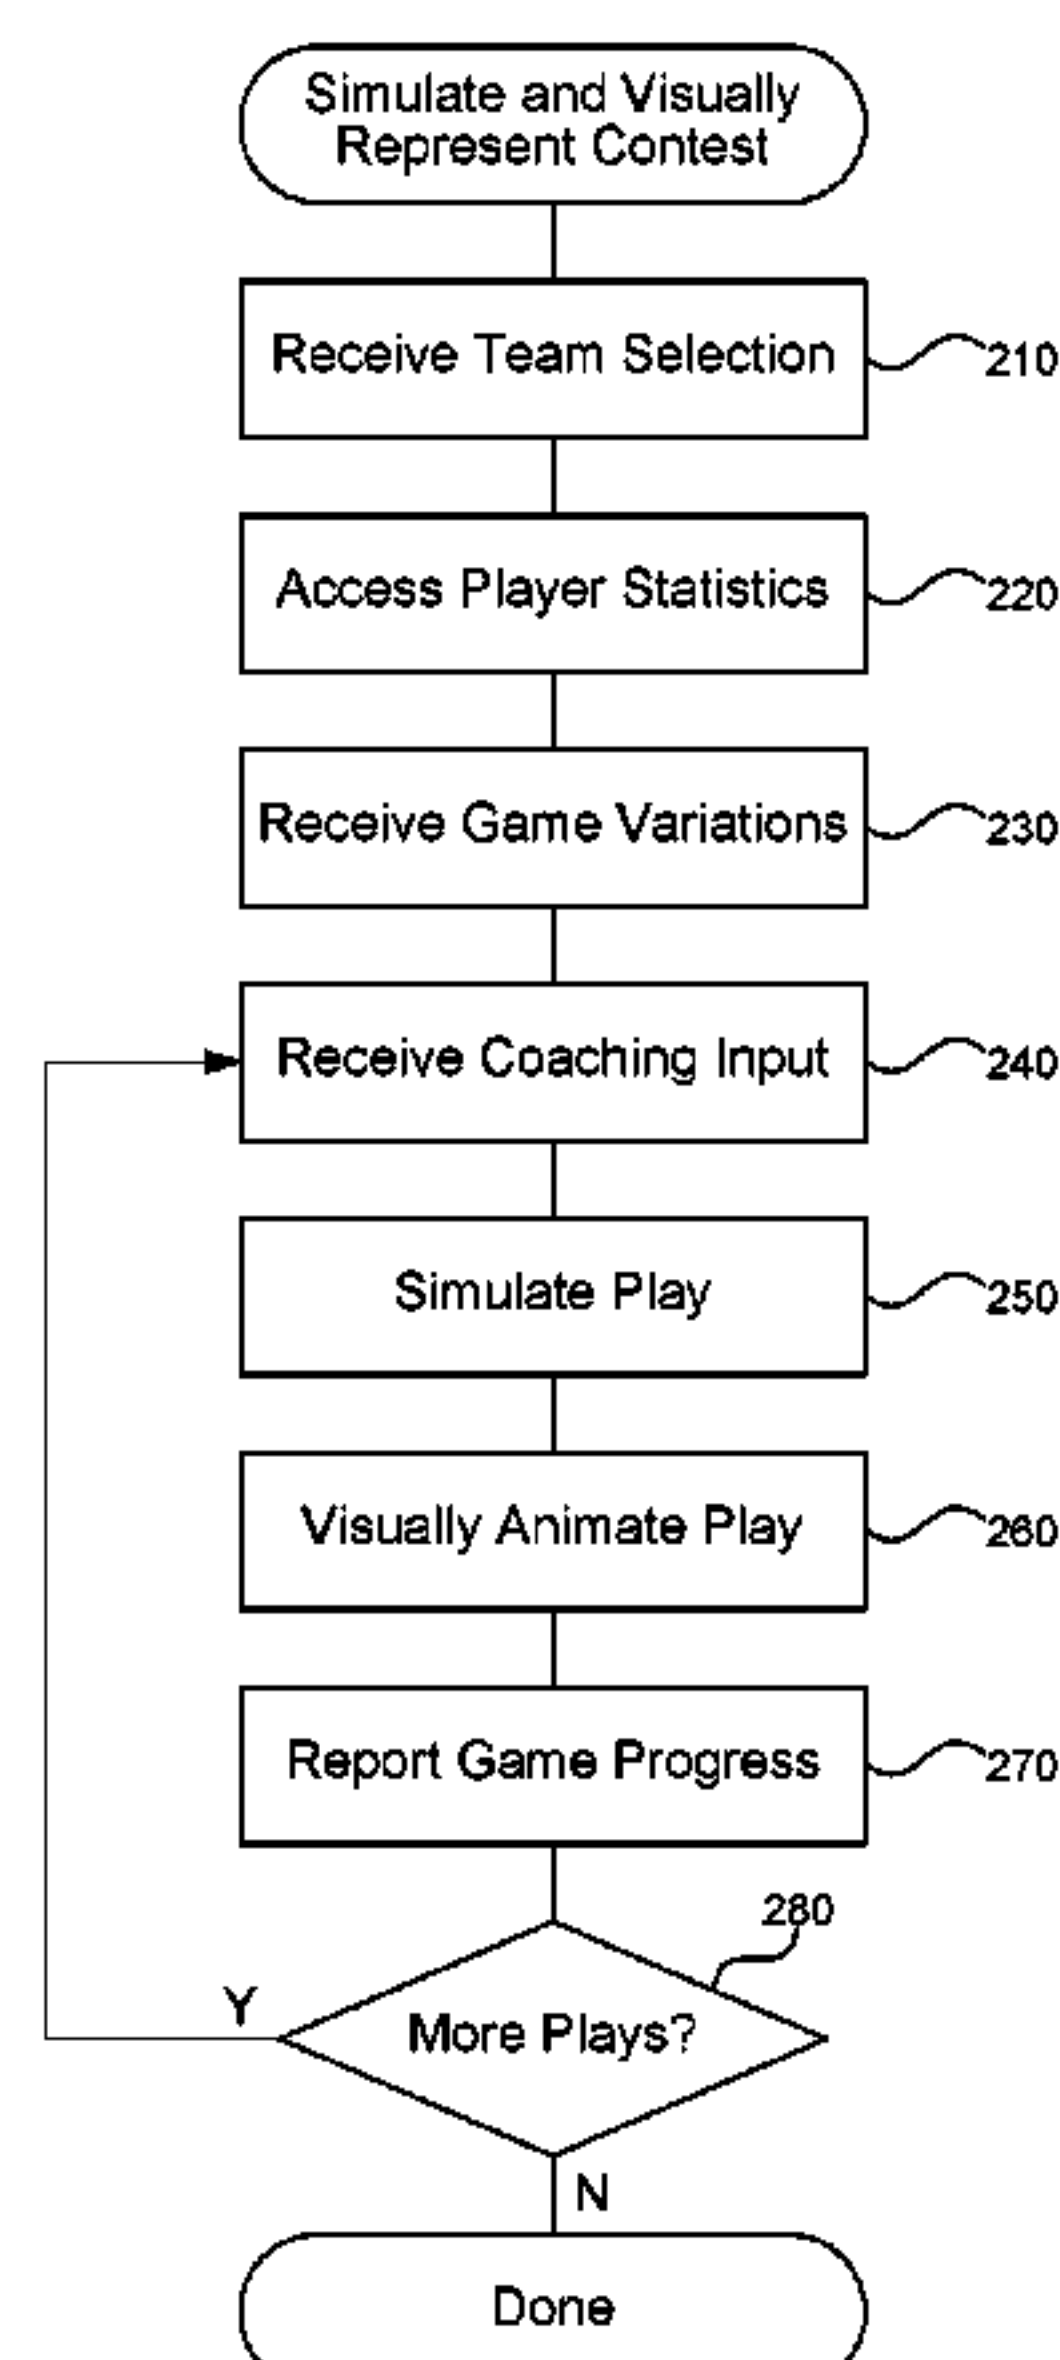 Simulate and Visually
Represent Contest
Receive Team Selection
210
Access Player Statistics
220
Receive Game Variations
230
Receive Coaching Input
240
Simulate Play
250
Visually Animate Play
260
Report Game Progress
270
280
Y
More Plays?
N
Done